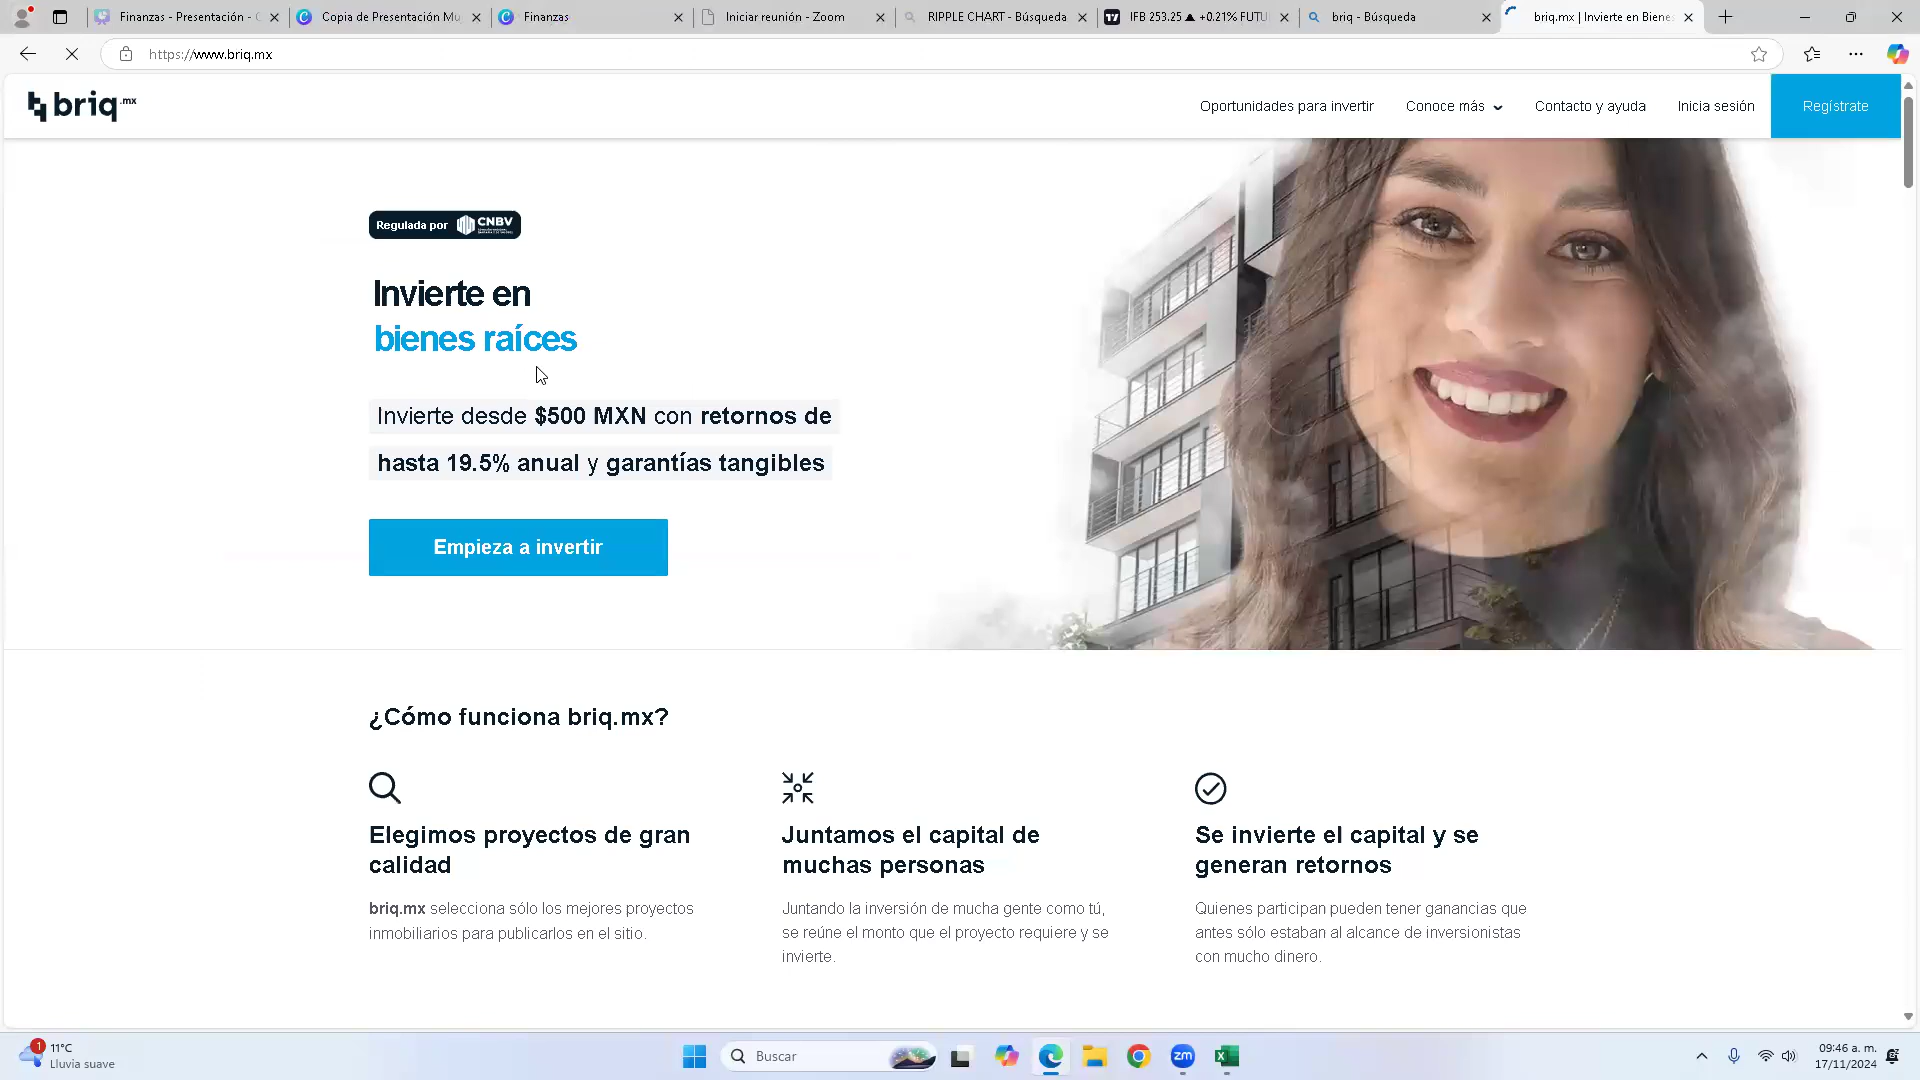 Finanzas - Presentación - C
Copia de Presentación Mu
Finanzas
Iniciar reunión - Zoom
RIPPLE CHART - Búsqueda
IFB 253.25 ▲ +0.21% FUTU
briq - Búsqueda
briq.mx | Invierte en Biene
https://www.briq.mx
briq.mx
Oportunidades para invertir
Conoce más
Contacto y ayuda
Inicia sesión
Regístrate
Regulada por CNBV
Invierte en
bienes raíces
Invierte desde $500 MXN con retornos de
hasta 19.5% anual y garantías tangibles
Empieza a invertir
¿Cómo funciona briq.mx?
Elegimos proyectos de gran
calidad
briq.mx selecciona sólo los mejores proyectos
inmobiliarios para publicarlos en el sitio.
Juntamos el capital de
muchas personas
Juntando la inversión de mucha gente como tú,
se reúne el monto que el proyecto requiere y se
invierte.
Se invierte el capital y se
generan retornos
Quienes participan pueden tener ganancias que
antes sólo estaban al alcance de inversionistas
con mucho dinero.
1
11°C
Lluvia suave
Buscar
zm
09:46 a. m.
17/11/2024